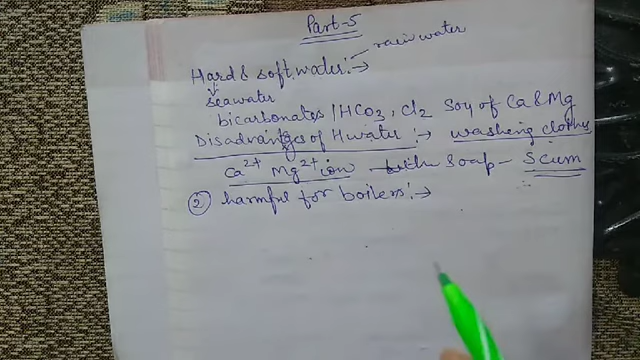 Part-5
rain water
Hard & soft water :→
seawater
bicarbonates / HCO3, Cl2 SO4 of Ca & Mg
Disadvantges of H water :→ washing clothes
Ca2+ Mg2+ ion with Soap - Scum
② harmful for boilers :→